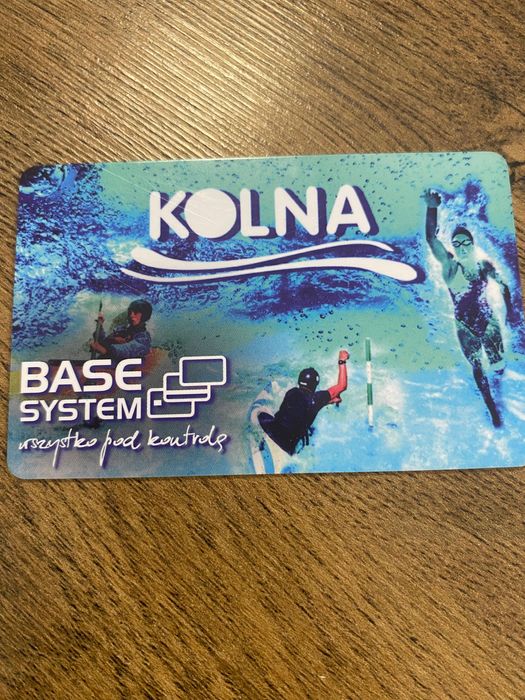 KOLNA
BASE
SYSTEM
wszystko pod kontrolą